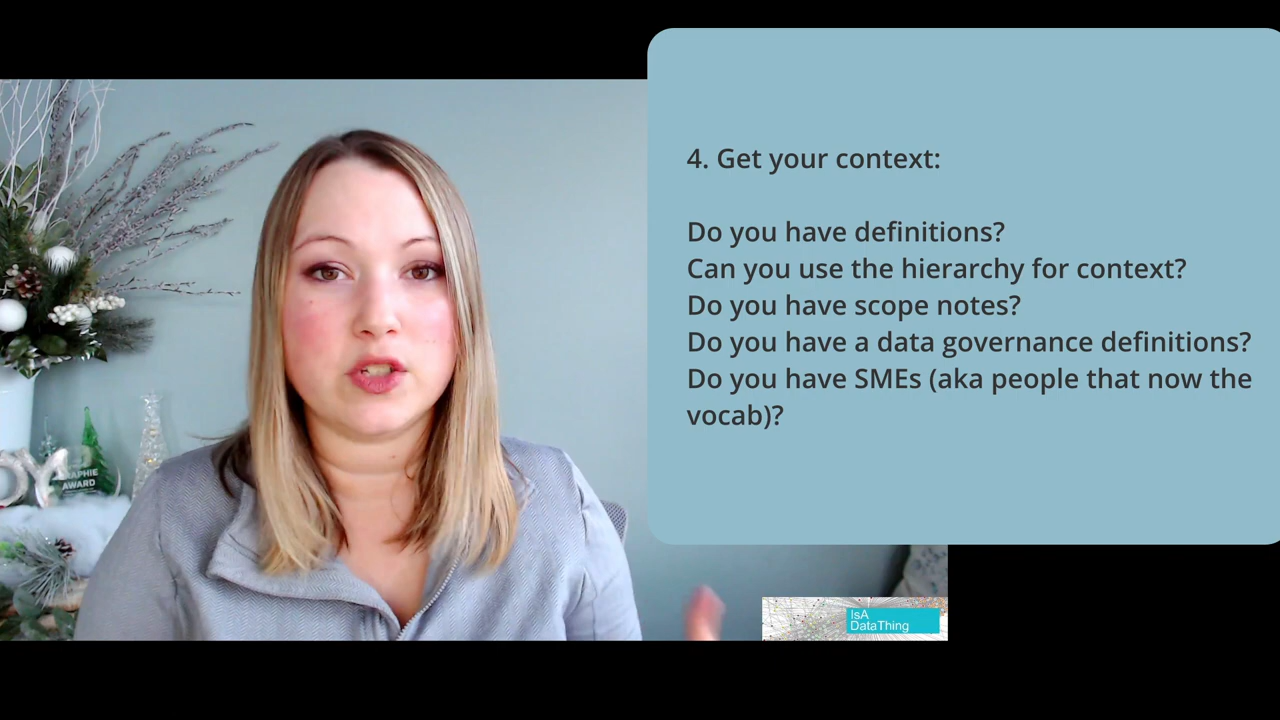 4. Get your context:
Do you have definitions?
Can you use the hierarchy for context?
Do you have scope notes?
Do you have a data governance definitions?
Do you have SMEs (aka people that now the
vocab)?
AWARD
IsA
DataThing